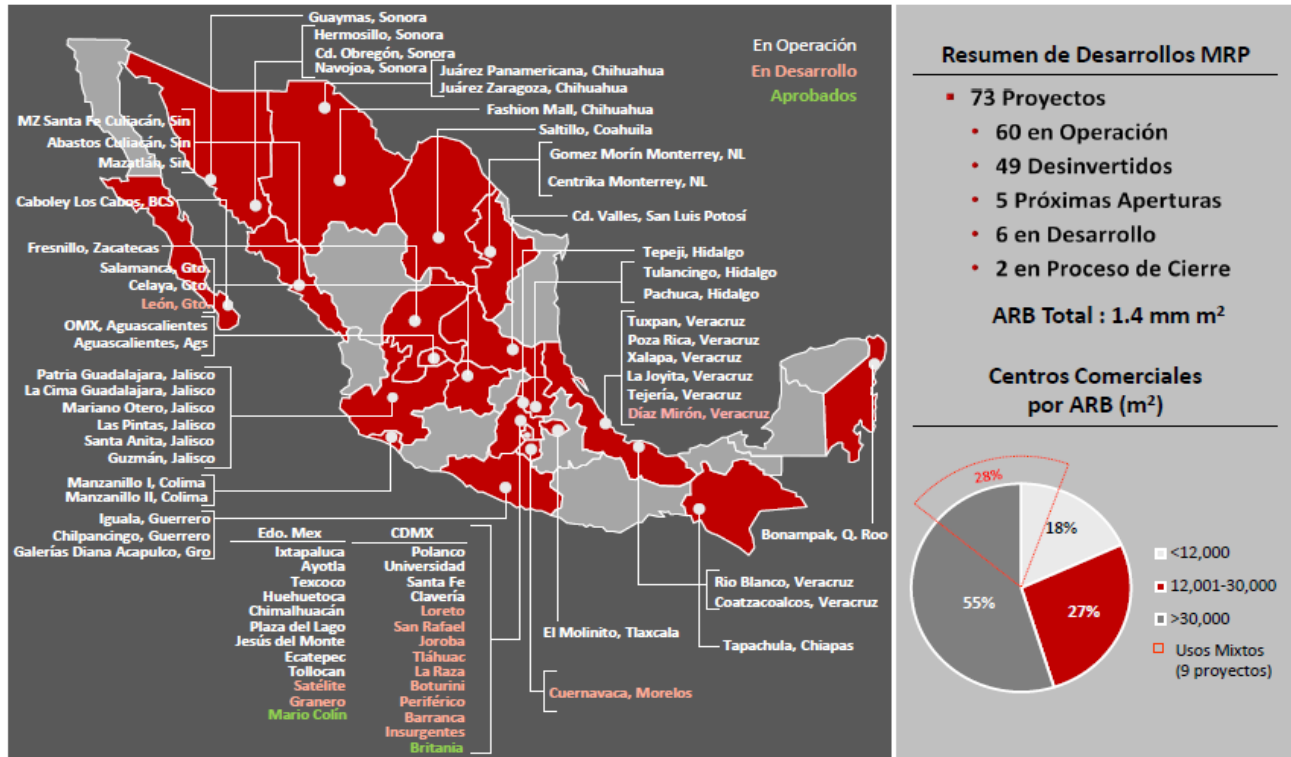 Guaymas, Sonora
Hermosillo, Sonora
Cd. Obregón, Sonora
Navojoa, Sonora
Juárez Panamericana, Chihuahua
Juárez Zaragoza, Chihuahua
Fashion Mall, Chihuahua
Saltillo, Coahuila
Gomez Morín Monterrey, NL
Centrika Monterrey, NL
Cd. Valles, San Luis Potosí
En Operación
En Desarrollo
Aprobados
MZ Santa Fe Culiacán, Sin
Abastos Culiacán, Sin
Mazatlán, Sin
Caboley Los Cabos, BCS
Fresnillo, Zacatecas
Salamanca, Gto.
Celaya, Gto.
León, Gto.
OMX, Aguascalientes
Aguascalientes, Ags
Patria Guadalajara, Jalisco
La Cima Guadalajara, Jalisco
Mariano Otero, Jalisco
Las Pintas, Jalisco
Santa Anita, Jalisco
Guzmán, Jalisco
Manzanillo I, Colima
Manzanillo II, Colima
Iguala, Guerrero
Chilpancingo, Guerrero
Galerías Diana Acapulco, Gro
Tepeji, Hidalgo
Tulancingo, Hidalgo
Pachuca, Hidalgo
Tuxpan, Veracruz
Poza Rica, Veracruz
Xalapa, Veracruz
La Joyita, Veracruz
Tejería, Veracruz
Díaz Mirón, Veracruz
Bonampak, Q. Roo
Rio Blanco, Veracruz
Coatzacoalcos, Veracruz
Tapachula, Chiapas
El Molinito, Tlaxcala
Cuernavaca, Morelos
Edo. Mex
Ixtapaluca
Ayotla
Texcoco
Huehuetoca
Chimalhuacán
Plaza del Lago
Jesús del Monte
Ecatepec
Tollocan
Satélite
Granero
Mario Colín
CDMX
Polanco
Universidad
Santa Fe
Clavería
Loreto
San Rafael
Joroba
Tláhuac
La Raza
Boturini
Periférico
Barranca
Insurgentes
Britania
Resumen de Desarrollos MRP
73 Proyectos
60 en Operación
49 Desinvertidos
5 Próximas Aperturas
6 en Desarrollo
2 en Proceso de Cierre
ARB Total : 1.4 mm m²
Centros Comerciales
por ARB (m²)
28%
18%
55%
27%
<12,000
12,001-30,000
>30,000
Usos Mixtos
(9 proyectos)